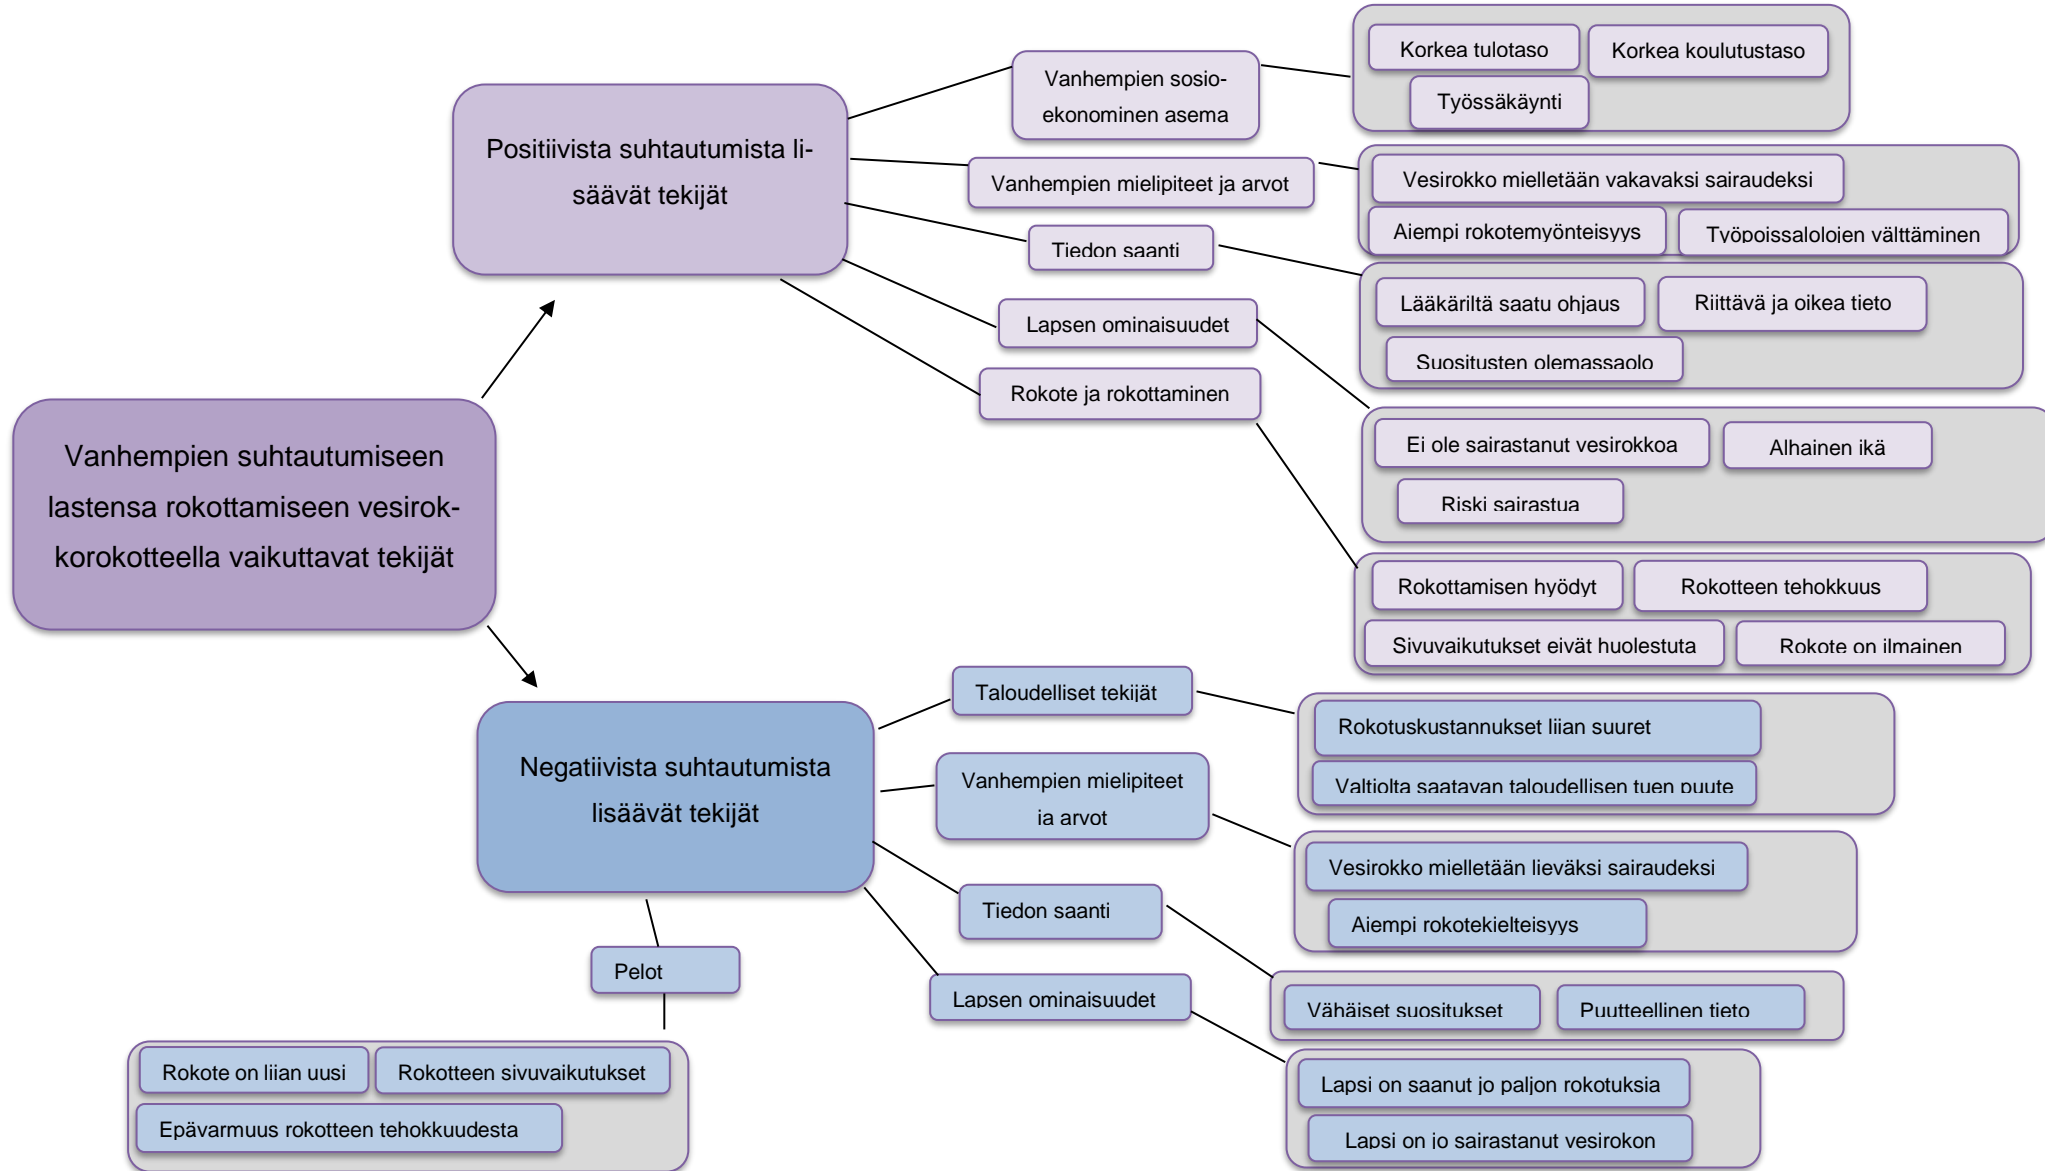 Vanhempien suhtautumiseen
lastensa rokottamiseen vesirok-
korokotteella vaikuttavat tekijät
Positiivista suhtautumista li-
säävät tekijät
Vanhempien sosio-
ekonominen asema
Korkea tulotaso
Korkea koulutustaso
Työssäkäynti
Vanhempien mielipiteet ja arvot
Vesirokko mielletään vakavaksi sairaudeksi
Aiempi rokotemyönteisyys
Työpoissalolojen välttäminen
Tiedon saanti
Lääkäriltä saatu ohjaus
Riittävä ja oikea tieto
Suositusten olemassaolo
Lapsen ominaisuudet
Ei ole sairastanut vesirokkoa
Alhainen ikä
Riski sairastua
Rokote ja rokottaminen
Rokottamisen hyödyt
Rokotteen tehokkuus
Sivuvaikutukset eivät huolestuta
Rokote on ilmainen
Negatiivista suhtautumista
lisäävät tekijät
Taloudelliset tekijät
Rokotuskustannukset liian suuret
Valtiolta saatavan taloudellisen tuen puute
Vanhempien mielipiteet
ja arvot
Vesirokko mielletään lieväksi sairaudeksi
Aiempi rokotekielteisyys
Tiedon saanti
Vähäiset suositukset
Puutteellinen tieto
Lapsen ominaisuudet
Lapsi on saanut jo paljon rokotuksia
Lapsi on jo sairastanut vesirokon
Pelot
Rokote on liian uusi
Rokotteen sivuvaikutukset
Epävarmuus rokotteen tehokkuudesta